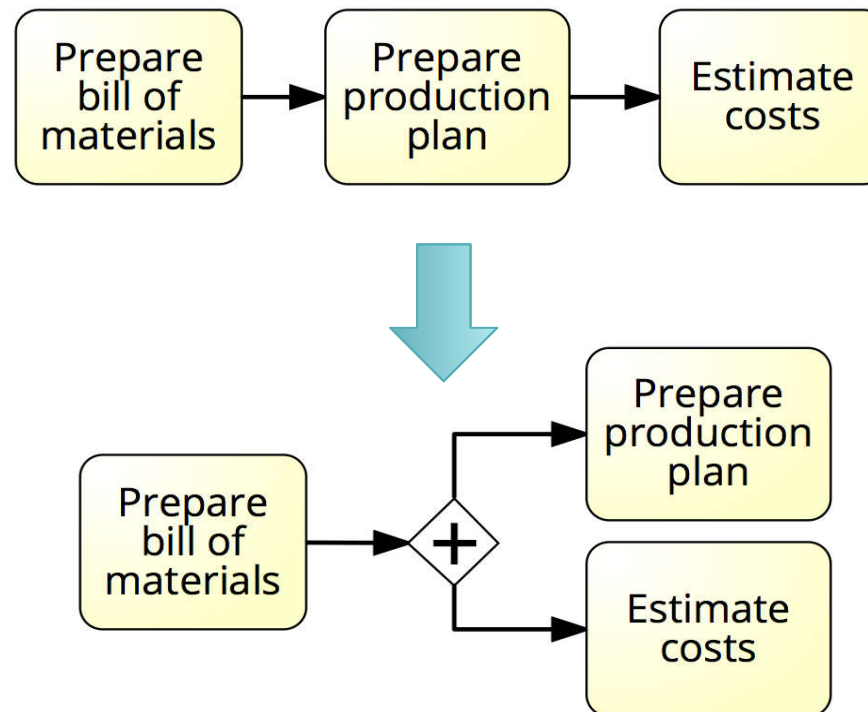 Prepare
bill of
materials
Prepare
production
plan
Estimate
costs
Prepare
bill of
materials
Prepare
production
plan
Estimate
costs